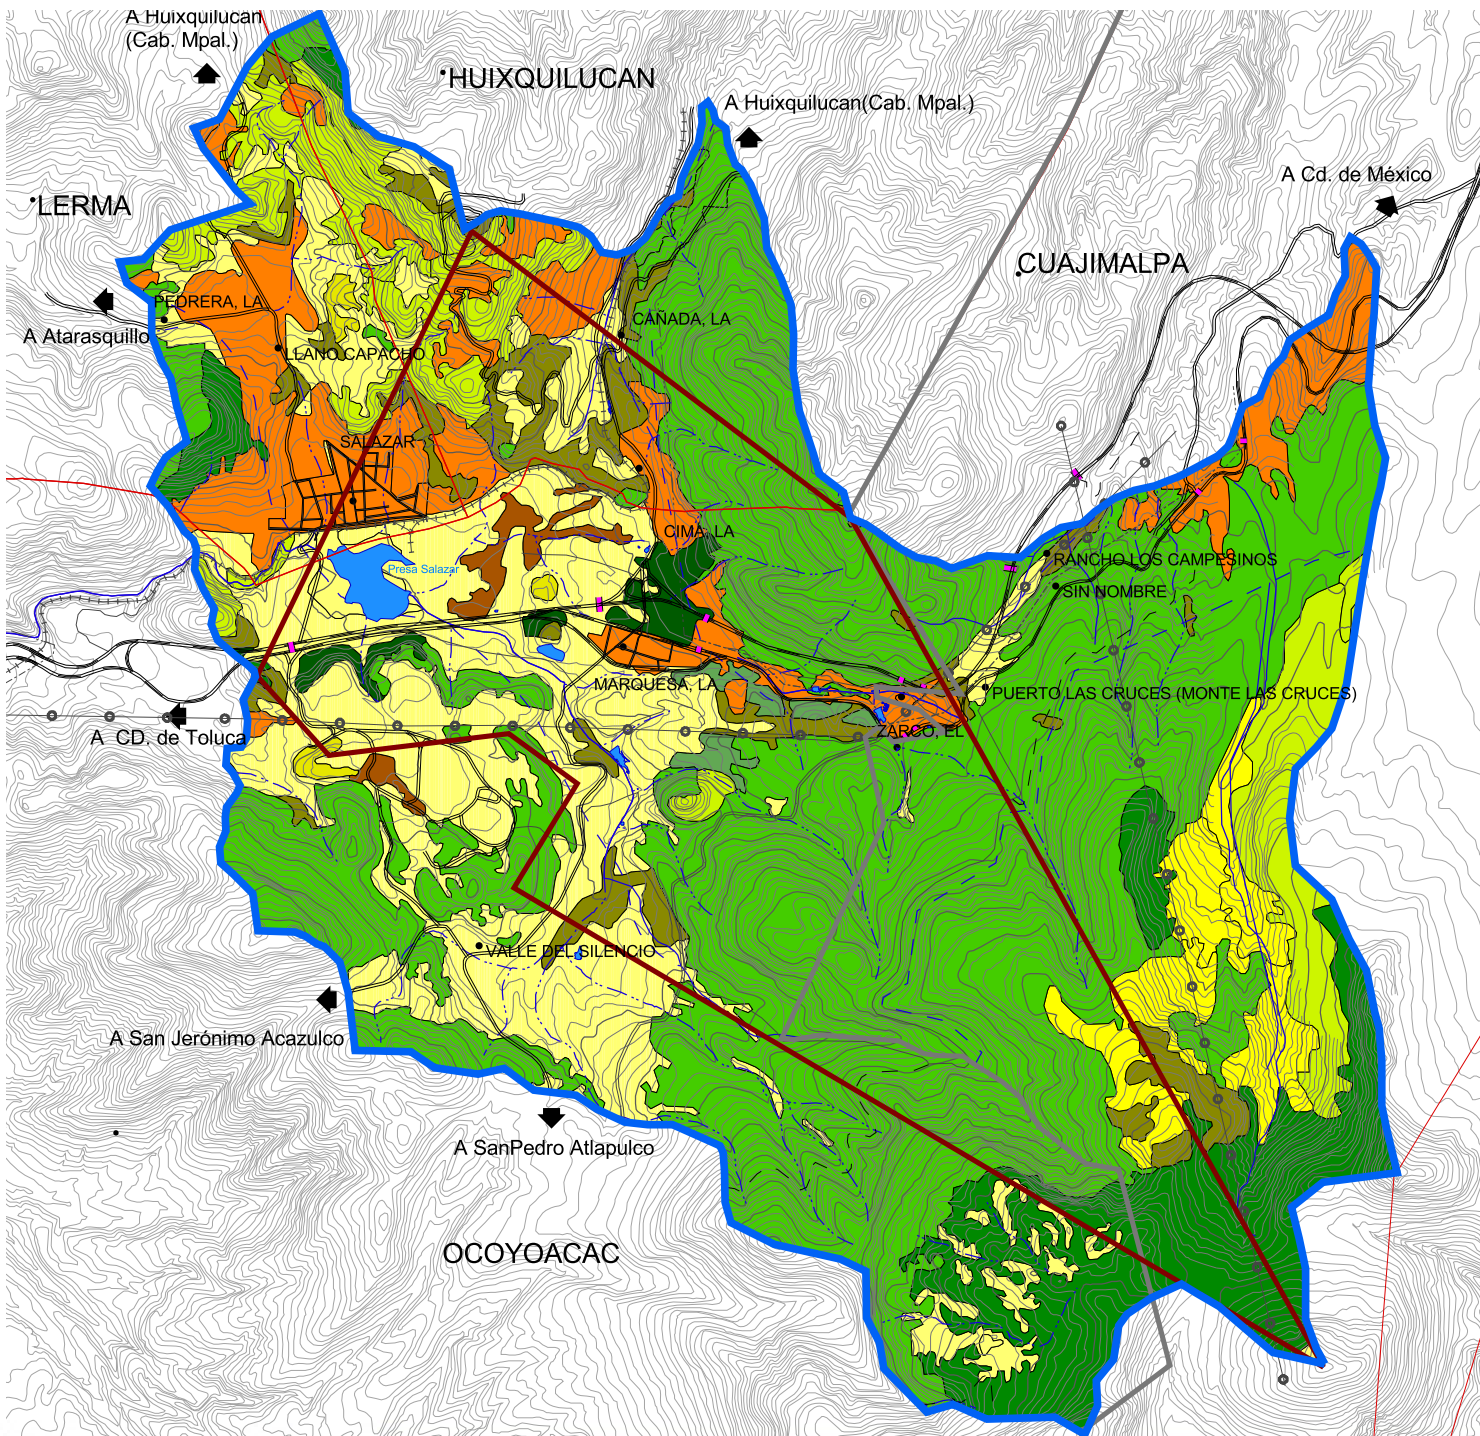 A Huixquilucan
(Cab. Mpal.)
HUIXQUILUCAN
A Huixquilucan(Cab. Mpal.)
A Cd. de México
LERMA
CUAJIMALPA
PEDRERA, LA
CAÑADA, LA
A Atarasquillo
LLANO CAPACHO
SALAZAR
CIMA, LA
Presa Salazar
RANCHO LOS CAMPESINOS
SIN NOMBRE
MARQUESA, LA
PUERTO LAS CRUCES (MONTE LAS CRUCES)
ZARCO, EL
A CD. de Toluca
VALLE DEL SILENCIO
A San Jerónimo Acazulco
A SanPedro Atlapulco
OCOYOACAC